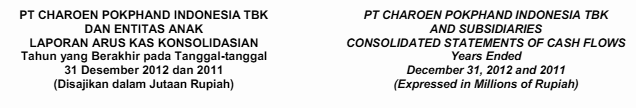 PT CHAROEN POKPHAND INDONESIA TBK
DAN ENTITAS ANAK
LAPORAN ARUS KAS KONSOLIDASIAN
Tahun yang Berakhir pada Tanggal-tanggal
31 Desember 2012 dan 2011
(Disajikan dalam Jutaan Rupiah)
PT CHAROEN POKPHAND INDONESIA TBK
AND SUBSIDIARIES
CONSOLIDATED STATEMENTS OF CASH FLOWS
Years Ended
December 31, 2012 and 2011
(Expressed in Millions of Rupiah)